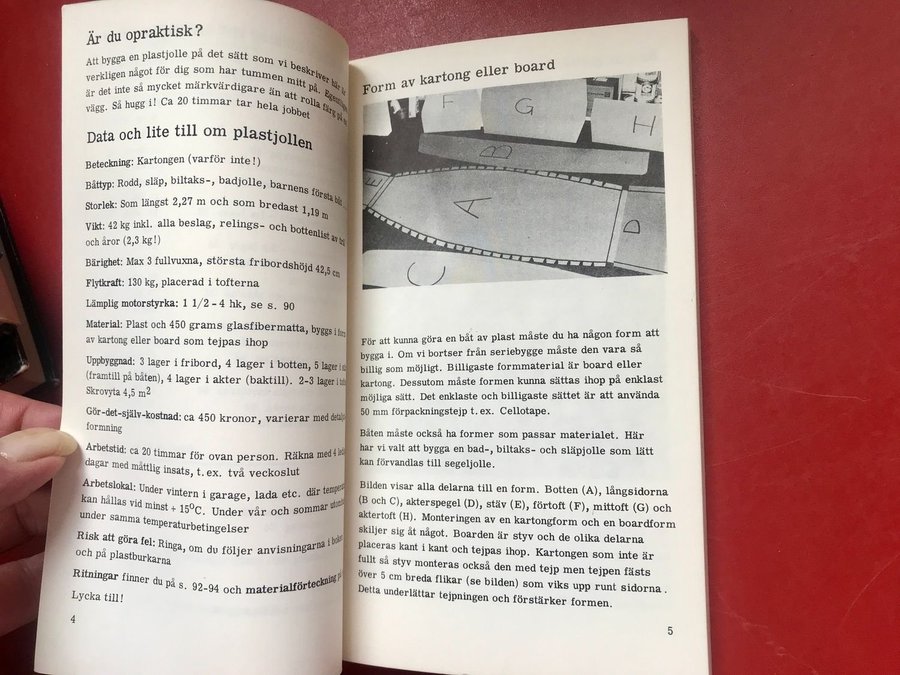 Är du opraktisk?
Att bygga en plastjolle på det sätt som vi beskriver här är
verkligen något för dig som har tummen mitt på. Egentligen
är det inte så mycket märkvärdigare än att rolla färg på en
vägg. Så hugg i! Ca 20 timmar tar hela jobbet
Data och lite till om plastjollen
Beteckning: Kartongen (varför inte!)
Båttyp: Rodd, släp, biltaks-, badjolle, barnens första båt
Storlek: Som längst 2,27 m och som bredast 1,19 m
Vikt: 42 kg inkl. alla beslag, relings- och bottenlist av trä
och åror (2,3 kg!)
Bärighet: Max 3 fullvuxna, största fribordshöjd 42,5 cm
Flytkraft: 130 kg, placerad i tofterna
Lämplig motorstyrka: 1 1/2 - 4 hk, se s. 90
Material: Plast och 450 grams glasfibermatta, byggs i form
av kartong eller board som tejpas ihop
Uppbyggnad: 3 lager i fribord, 4 lager i botten, 5 lager i
(framtill på båten), 4 lager i akter (baktill). 2-3 lager i
Skrovyta 4,5 m2
Gör-det-själv-kostnad: ca 450 kronor, varierar med
formning
Arbetstid: ca 20 timmar för ovan person. Räkna med 4
dagar med måttlig insats, t.ex. två veckoslut
Arbetslokal: Under vintern i garage, lada etc. där
kan hållas vid minst + 15°C. Under vår och sommar
under samma temperaturbetingelser
Risk att göra fel: Ringa, om du följer anvisningarna i boken
och på plastburkarna
Ritningar finner du på s. 92-94 och materialförteckning
Lycka till!
4
Form av kartong eller board
F
G
H
B
E
A
D
C
För att kunna göra en båt av plast måste du ha någon form att
bygga i. Om vi bortser från seriebygge måste den vara så
billig som möjligt. Billigaste formmaterial är board eller
kartong. Dessutom måste formen kunna sättas ihop på enklast
möjliga sätt. Det enklaste och billigaste sättet är att använda
50 mm förpackningstejp t.ex. Cellotape.
Båten måste också ha former som passar materialet. Här
har vi valt att bygga en bad-, biltaks- och släpjolle som lätt
kan förvandlas till segeljolle.
Bilden visar alla delarna till en form. Botten (A), långsidorna
(B och C), akterspegel (D), stäv (E), förtoft (F), mittoft (G) och
aktertoft (H). Monteringen av en kartongform och en boardform
skiljer sig åt något. Boarden är styv och de olika delarna
placeras kant i kant och tejpas ihop. Kartongen som inte är
fullt så styv monteras också den med tejp men tejpen fästs
över 5 cm breda flikar (se bilden) som viks upp runt sidorna.
Detta underlättar tejpningen och förstärker formen.
5